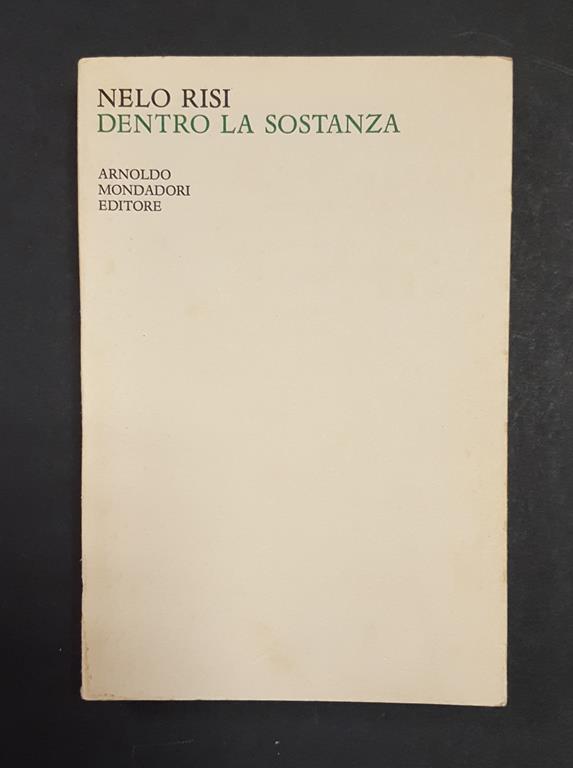 NELO RISI
DENTRO LA SOSTANZA
ARNOLDO
MONDADORI
EDITORE